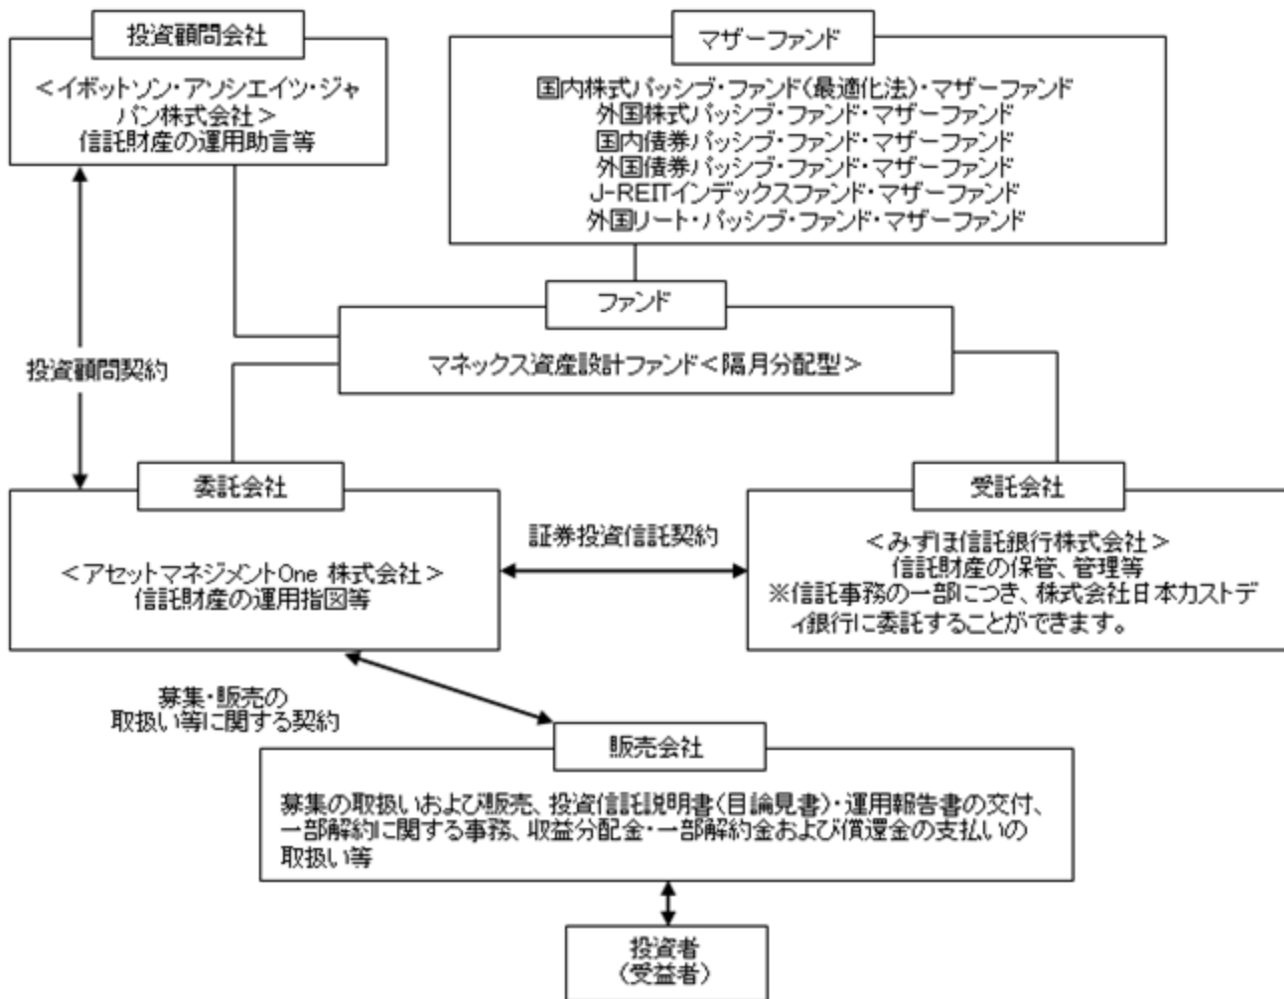 投資顧問会社
<イボットソン・アソシエイツ・ジャ
パン株式会社>
信託財産の運用助言等
マザーファンド
国内株式パッシブ・ファンド(最適化法)・マザーファンド
外国株式パッシブ・ファンド・マザーファンド
国内債券パッシブ・ファンド・マザーファンド
外国債券パッシブ・ファンド・マザーファンド
J-REITインデックスファンド・マザーファンド
外国リート・パッシブ・ファンド・マザーファンド
ファンド
マネックス資産設計ファンド<隔月分配型>
投資顧問契約
委託会社
<アセットマネジメントOne 株式会社>
信託財産の運用指図等
証券投資信託契約
受託会社
<みずほ信託銀行株式会社>
信託財産の保管、管理等
※信託事務の一部につき、株式会社日本カストデ
ィ銀行に委託することができます。
募集・販売の
取扱い等に関する契約
販売会社
募集の取扱いおよび販売、投資信託説明書(目論見書)・運用報告書の交付、
一部解約に関する事務、収益分配金・一部解約金および償還金の支払いの
取扱い等
投資者
(受益者)